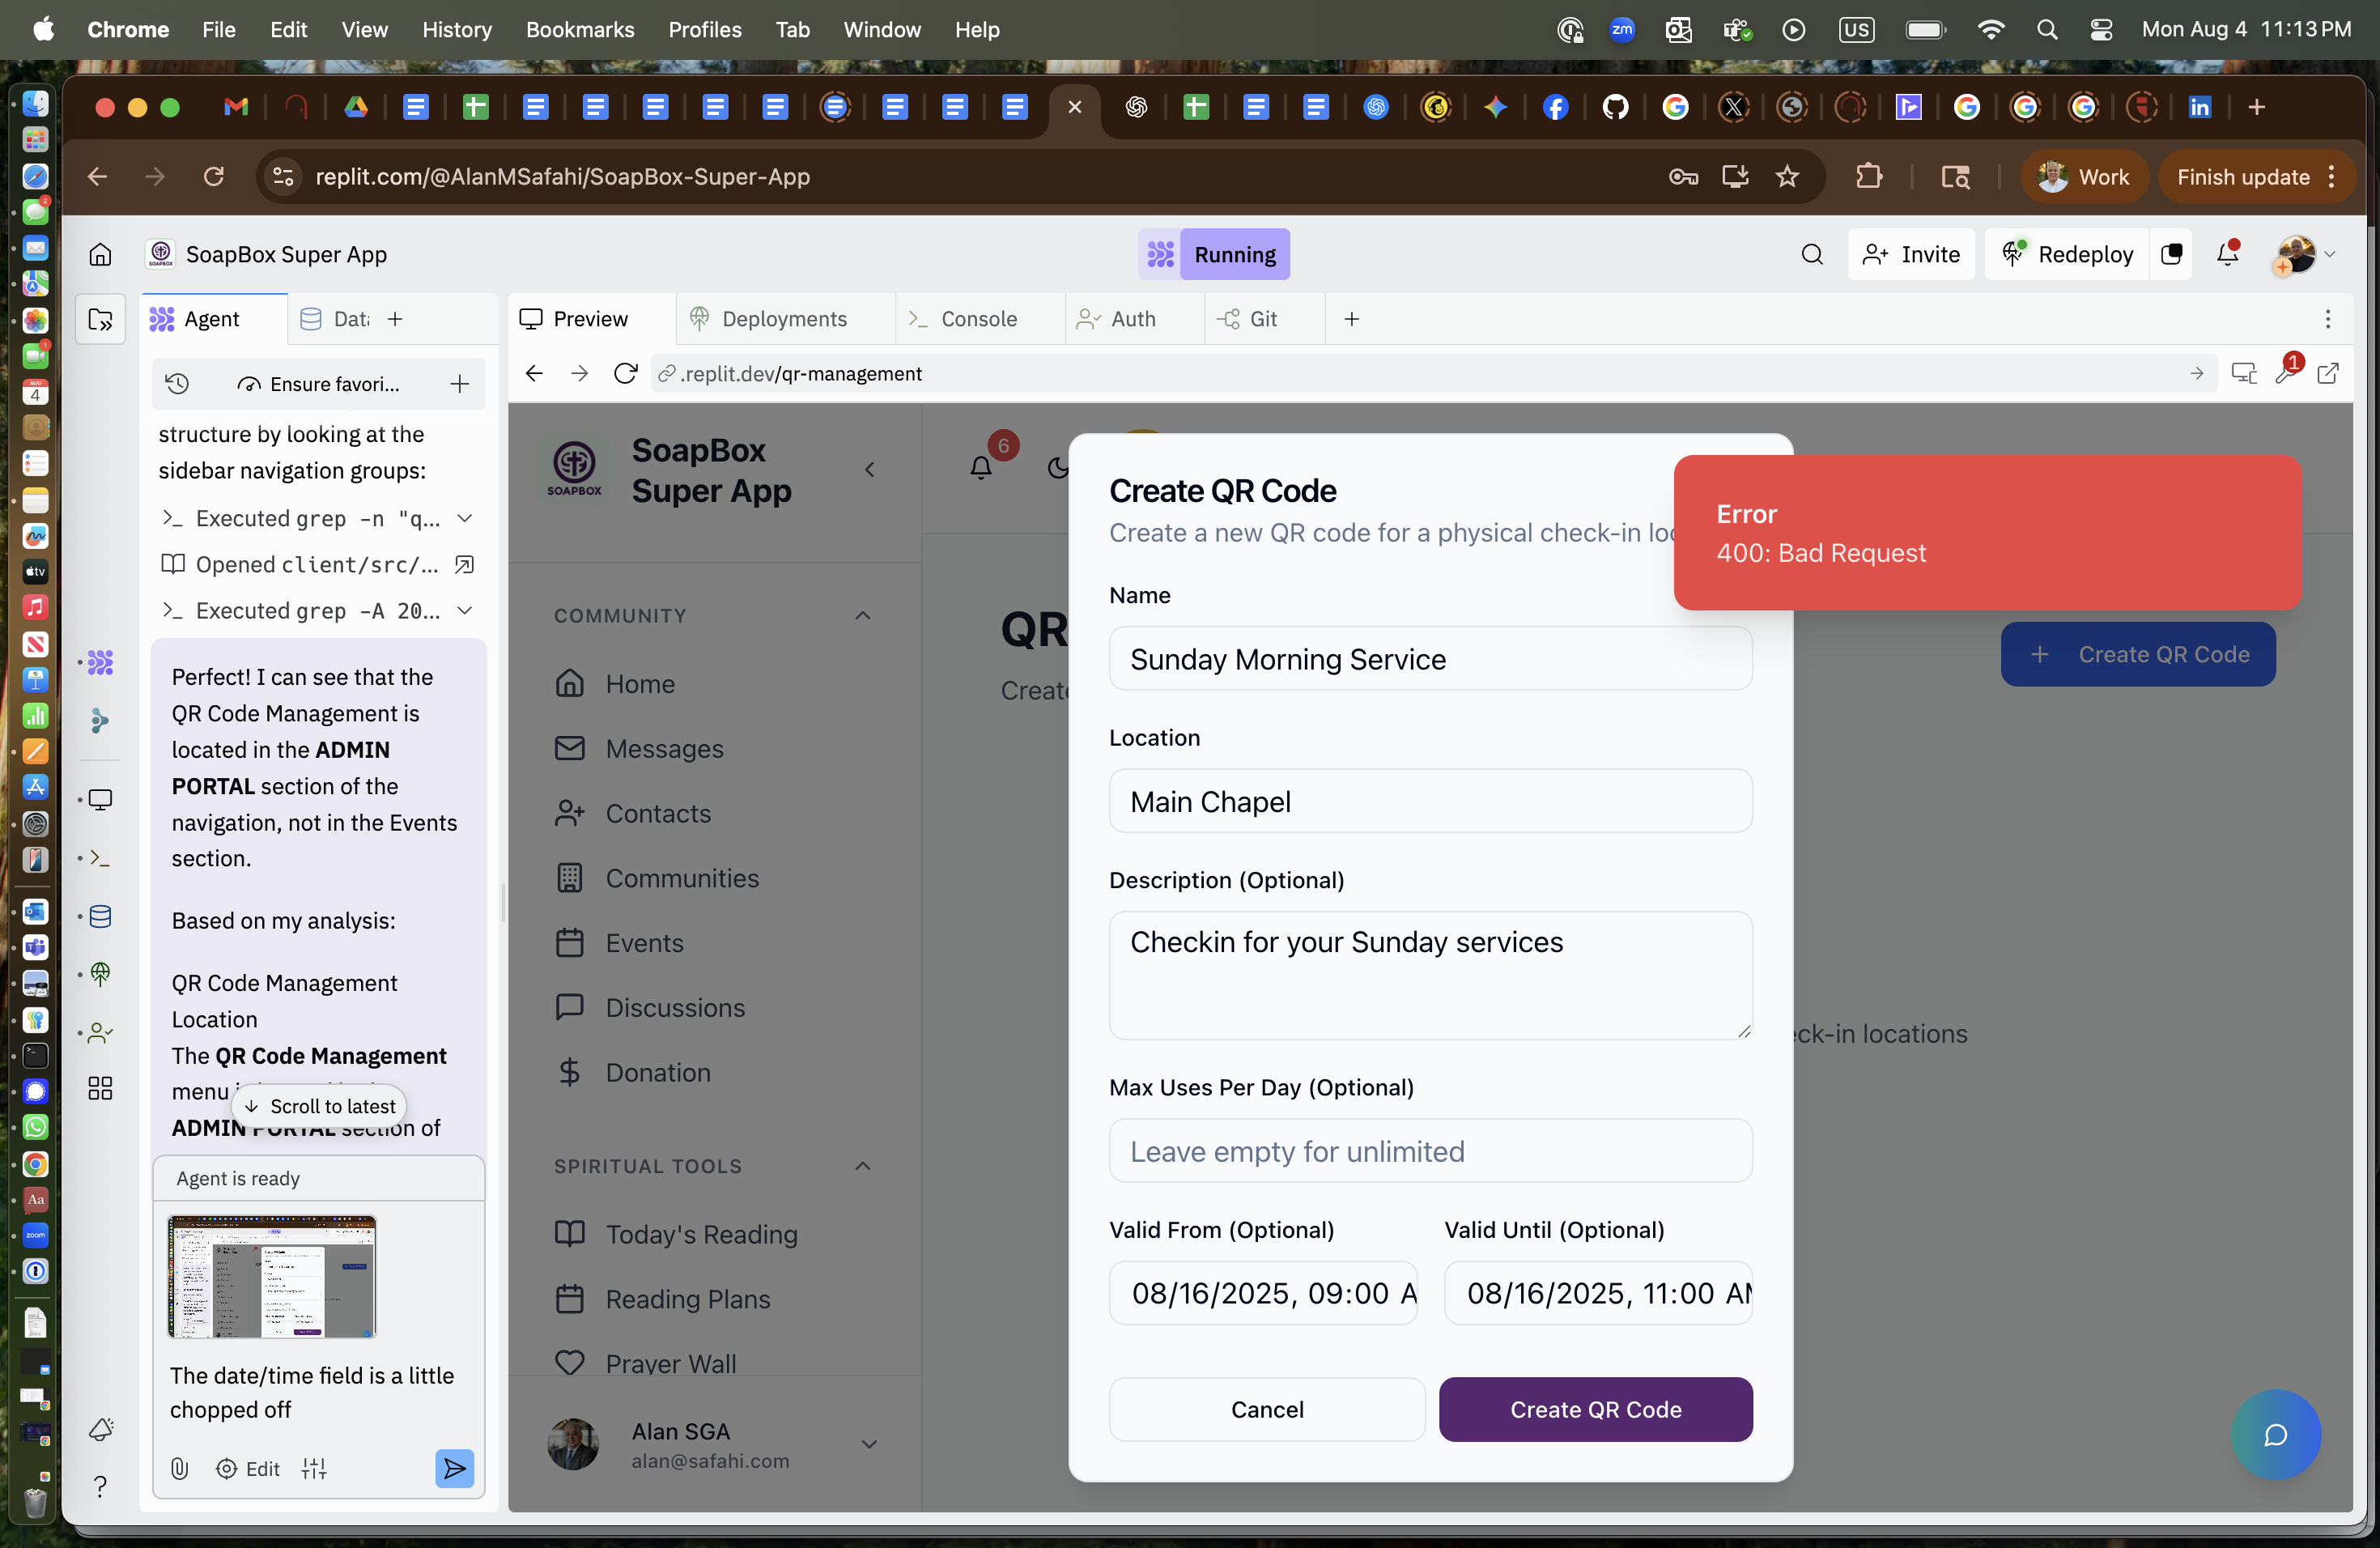 Chrome File Edit View History Bookmarks Profiles Tab Window Help
zm
US
Mon Aug 4 11:13 PM
replit.com/@AlanMSafahi/SoapBox-Super-App
Work
Finish update
SoapBox Super App
Running
Invite
Redeploy
Agent
Data
Preview
Deployments
Console
Auth
Git
Ensure favori...
.replit.dev/qr-management
1
structure by looking at the
sidebar navigation groups:
Executed grep -n "q...
Opened client/src/...
Executed grep -A 20...
Perfect! I can see that the
QR Code Management is
located in the ADMIN
PORTAL section of the
navigation, not in the Events
section.
Based on my analysis:
QR Code Management
Location
The QR Code Management
menu
Scroll to latest
ADMIN PORTAL section of
Agent is ready
The date/time field is a little
chopped off
Edit
SOAPBOX
SoapBox
Super App
6
COMMUNITY
Home
Messages
Contacts
Communities
Events
Discussions
Donation
SPIRITUAL TOOLS
Today's Reading
Reading Plans
Prayer Wall
Alan SGA
alan@safahi.com
QR
Create
Create QR Code
eck-in locations
Create QR Code
Create a new QR code for a physical check-in loc
Name
Sunday Morning Service
Location
Main Chapel
Description (Optional)
Checkin for your Sunday services
Max Uses Per Day (Optional)
Leave empty for unlimited
Valid From (Optional)
Valid Until (Optional)
08/16/2025, 09:00 A
08/16/2025, 11:00 AM
Cancel
Create QR Code
Error
400: Bad Request